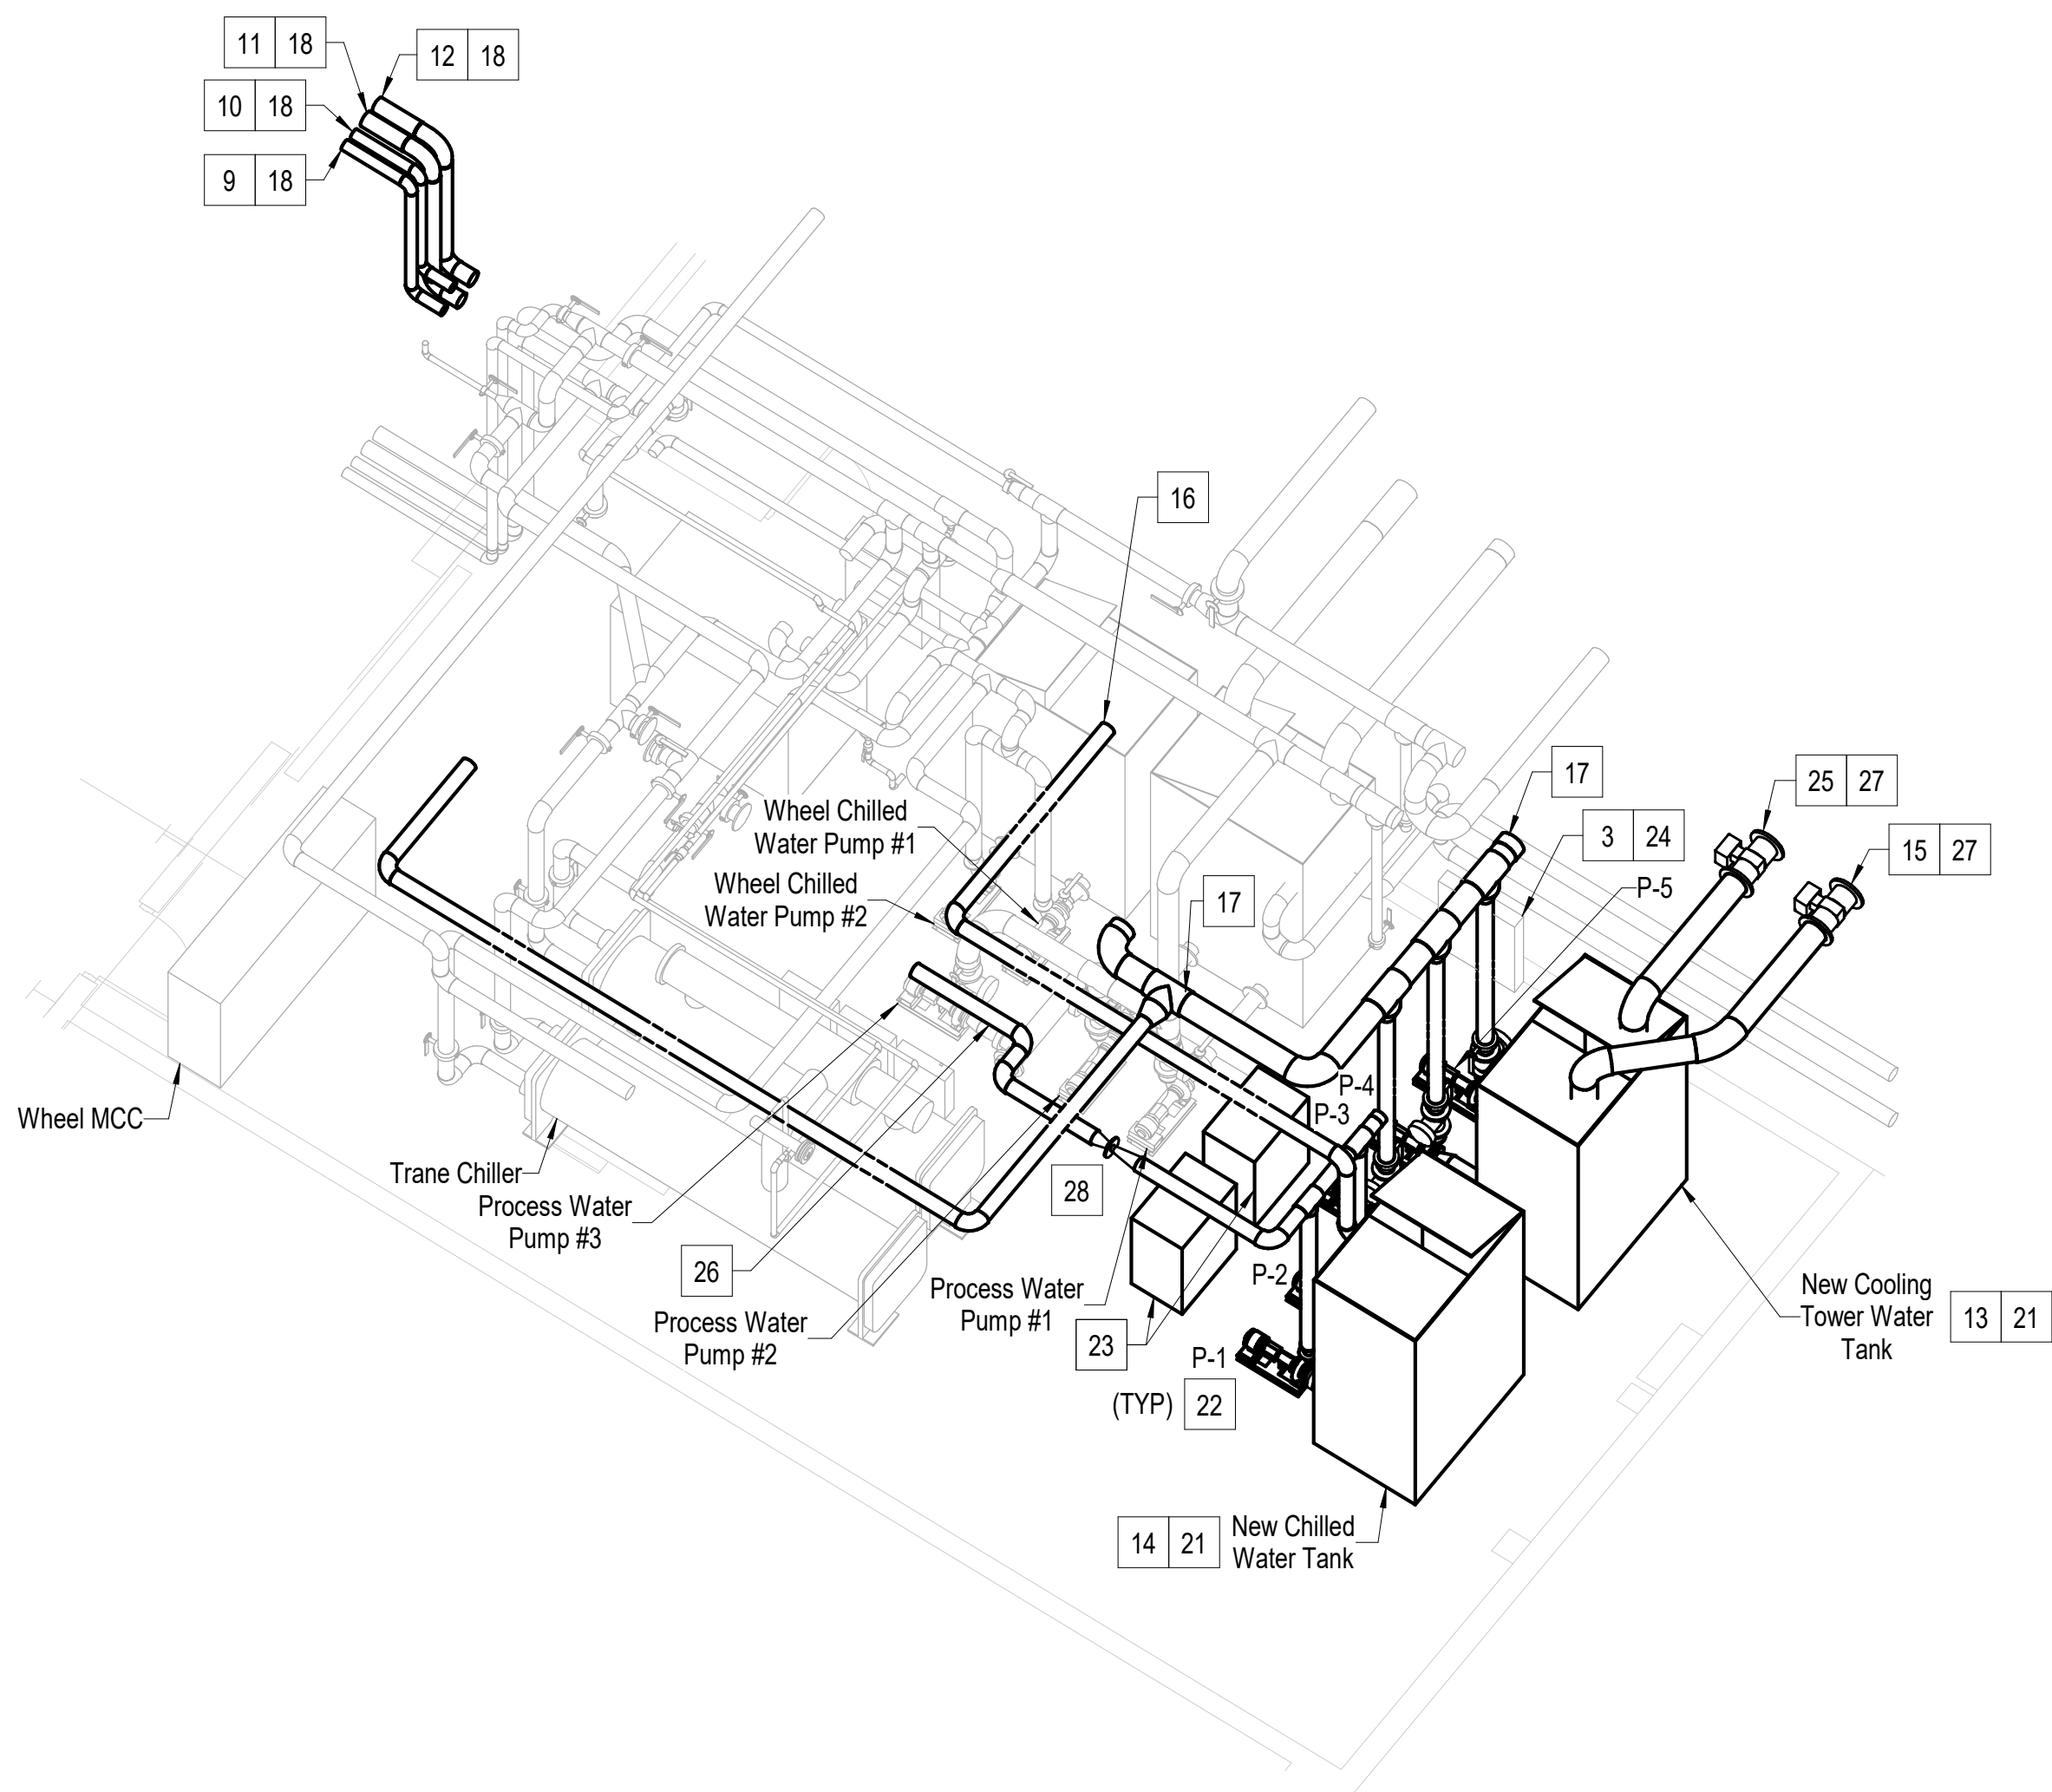 11 18
12 18
10 18
9 18
16
17
25 27
Wheel Chilled
Water Pump #1
3 24
15 27
Wheel Chilled
Water Pump #2
P-5
17
P-4
P-3
Wheel MCC
Trane Chiller
Process Water
Pump #3
28
26
P-2
Process Water
Pump #1
New Cooling
Tower Water
Tank
13 21
Process Water
Pump #2
23
P-1
(TYP) 22
14 21
New Chilled
Water Tank